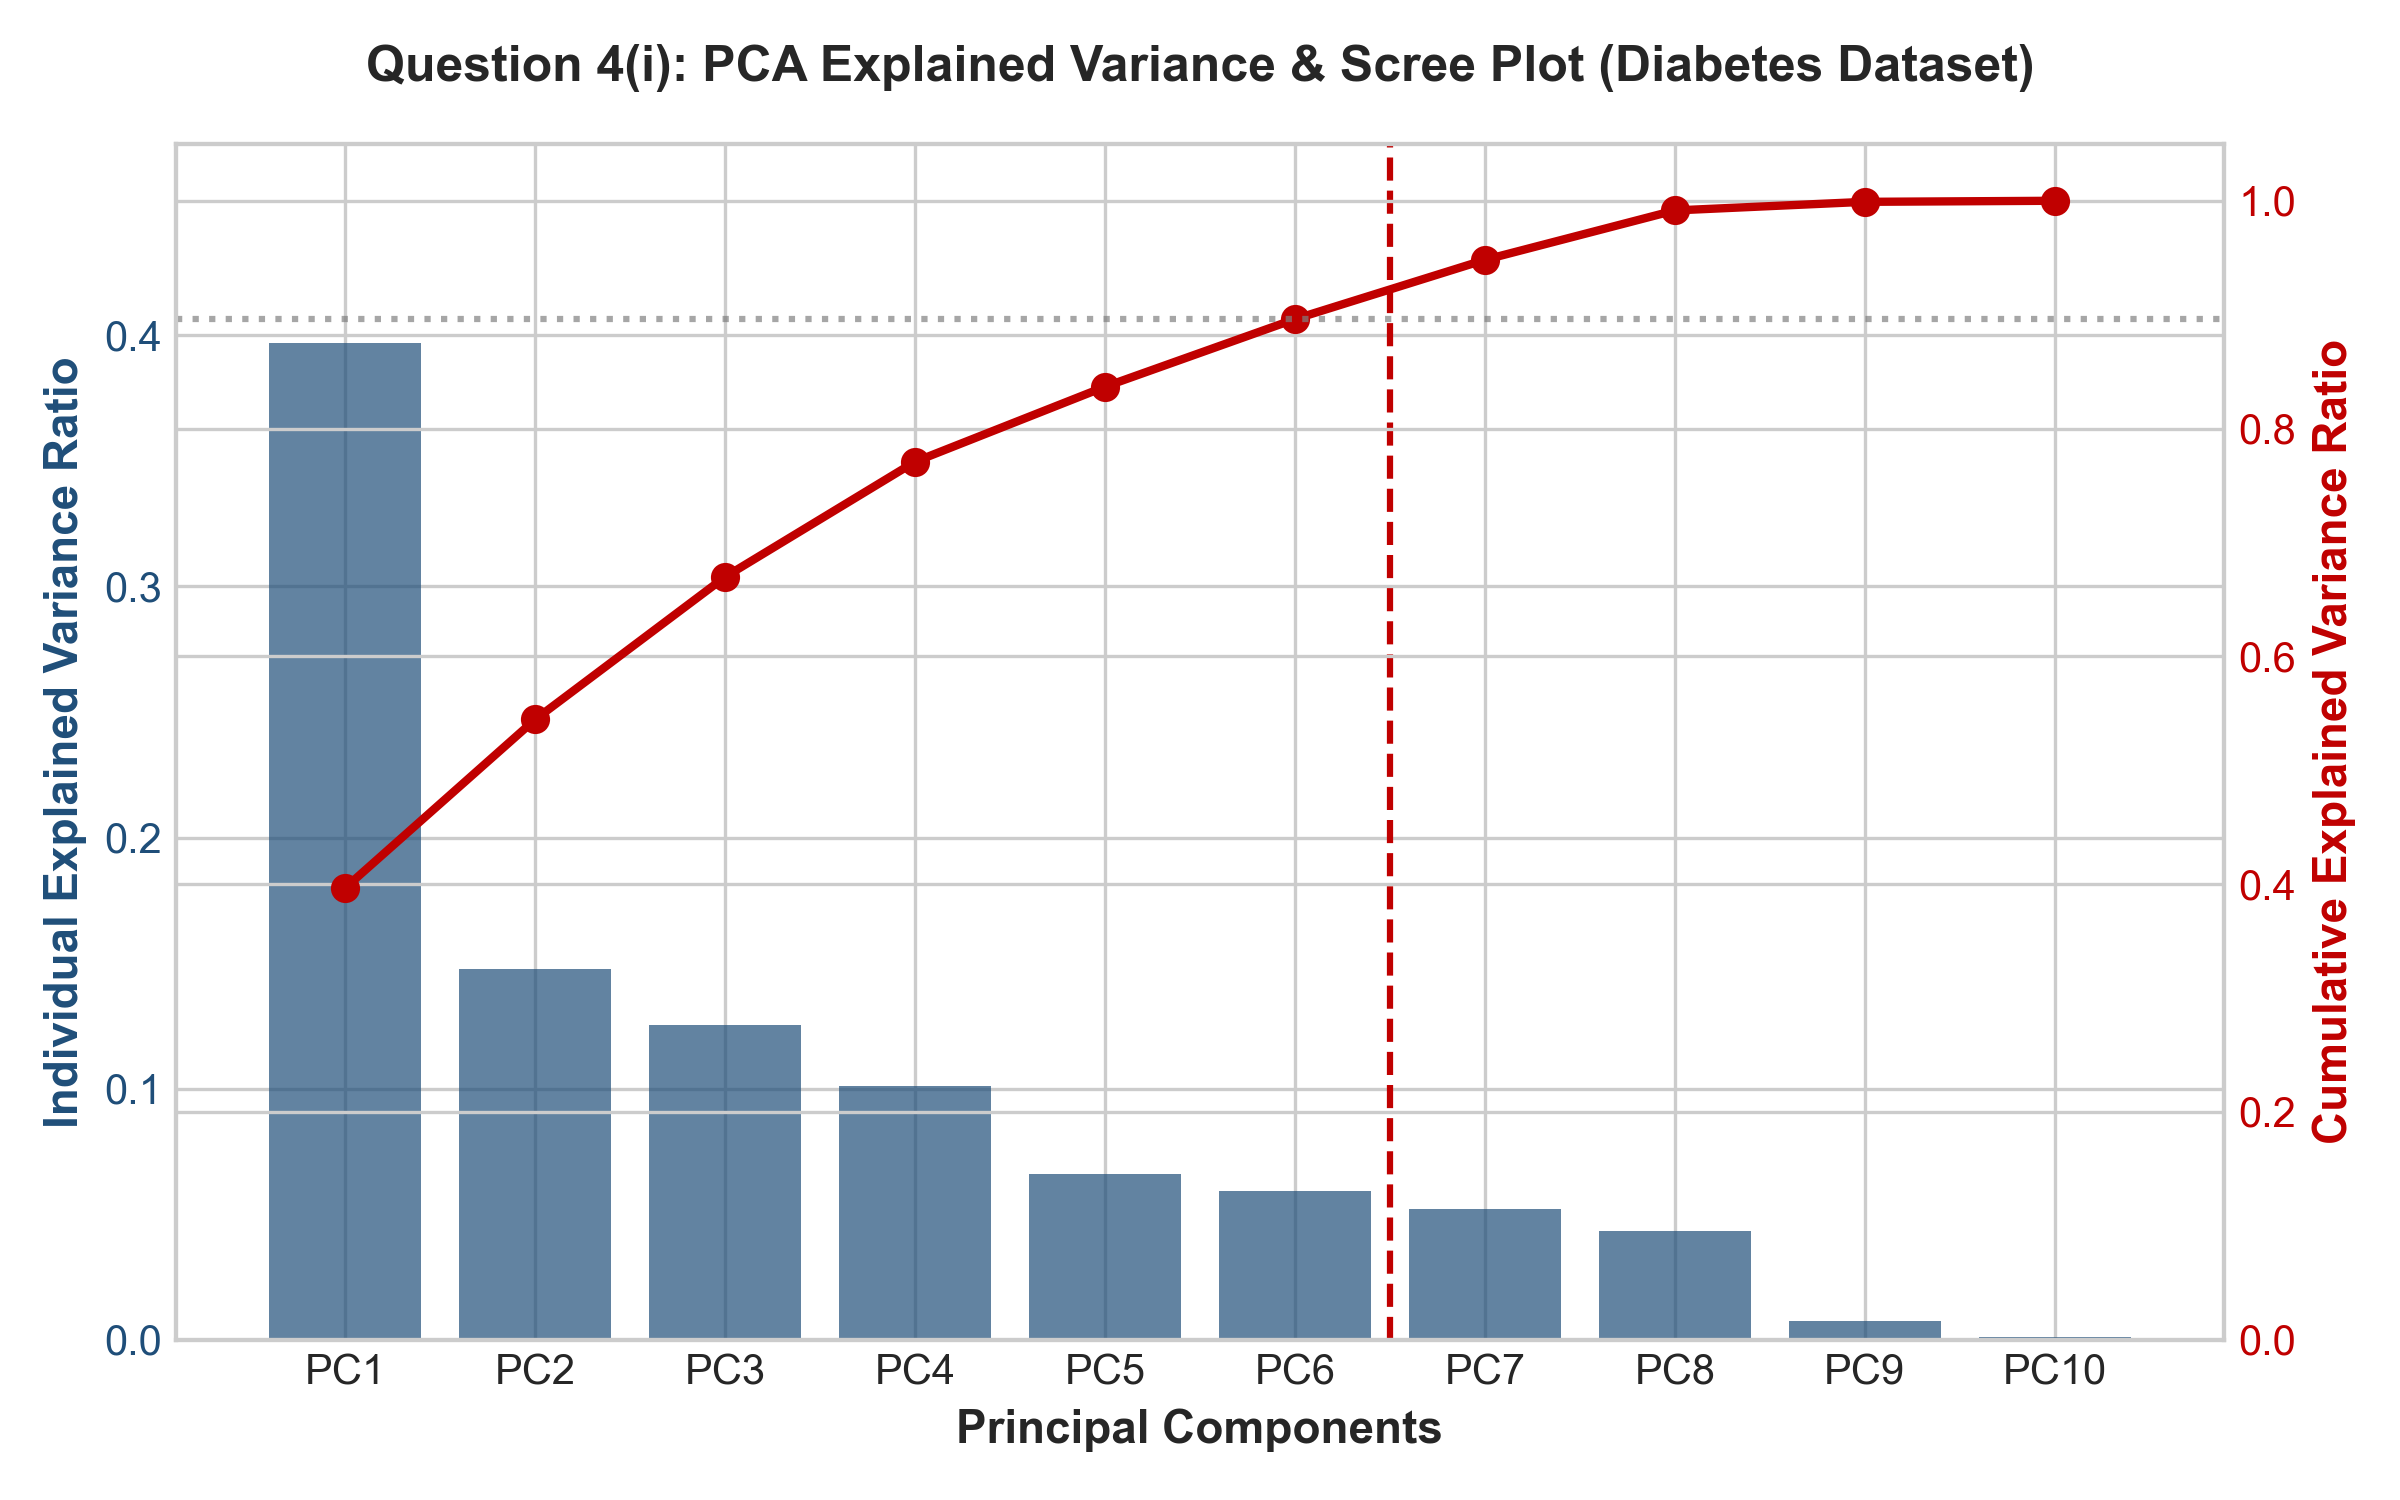 Question 4(i): PCA Explained Variance & Scree Plot (Diabetes Dataset)
Individual Explained Variance Ratio
0.4
0.3
0.2
0.1
0.0
1.0
0.8
0.6
0.4
0.2
0.0
Cumulative Explained Variance Ratio
PC1 PC2 PC3 PC4 PC5 PC6 PC7 PC8 PC9 PC10
Principal Components